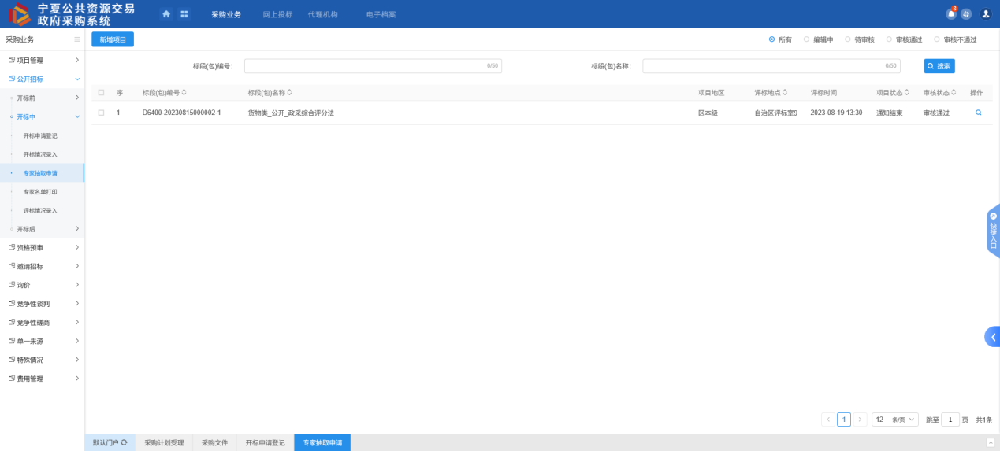 宁夏公共资源交易
政府采购系统
采购业务
网上投标
代理机构...
电子档案
8
采购业务
新增项目
所有
编辑中
待审核
审核通过
审核不通过
项目管理
公开招标
开标前
开标中
开标申请登记
开标情况录入
专家抽取申请
专家名单打印
评标情况录入
开标后
资格预审
邀请招标
询价
竞争性谈判
竞争性磋商
单一来源
特殊情况
费用管理
标段(包)编号：
0/50
标段(包)名称：
0/50
搜索
序 标段(包)编号 标段(包)名称 项目地区 评标地点 评标时间 项目状态 审核状态 操作
1 D6400-20230815000002-1 货物类_公开_政采综合评分法 区本级 自治区评标室9 2023-08-19 13:30 通知结束 审核通过
快捷入口
1 12 条/页 跳至 1 页 共1条
默认门户 采购计划受理 采购文件 开标申请登记 专家抽取申请